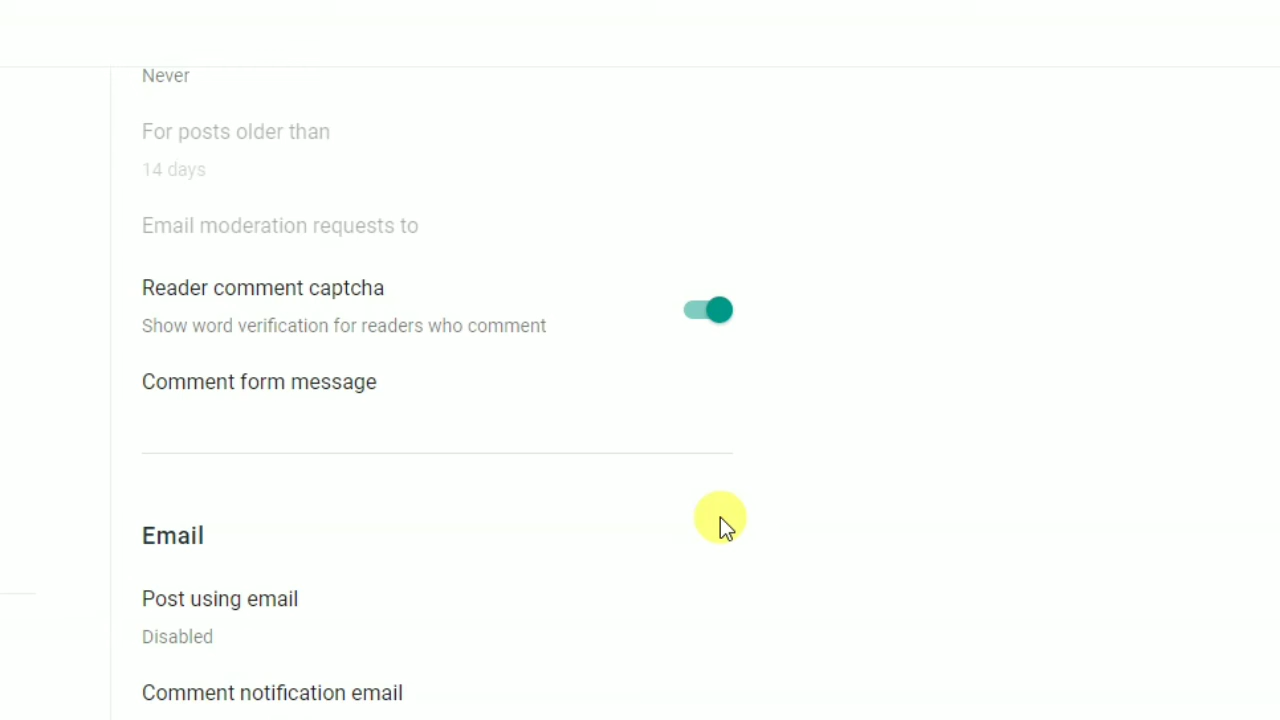 Never
For posts older than
14 days
Email moderation requests to
Reader comment captcha
Show word verification for readers who comment
Comment form message
Email
Post using email
Disabled
Comment notification email